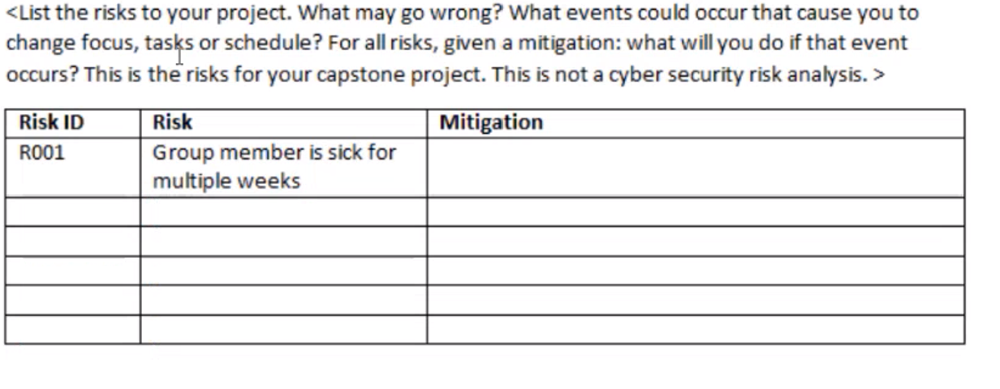 <List the risks to your project. What may go wrong? What events could occur that cause you to
change focus, tasks or schedule? For all risks, given a mitigation: what will you do if that event
occurs? This is the risks for your capstone project. This is not a cyber security risk analysis. >
Risk ID Risk Mitigation
R001 Group member is sick for
multiple weeks